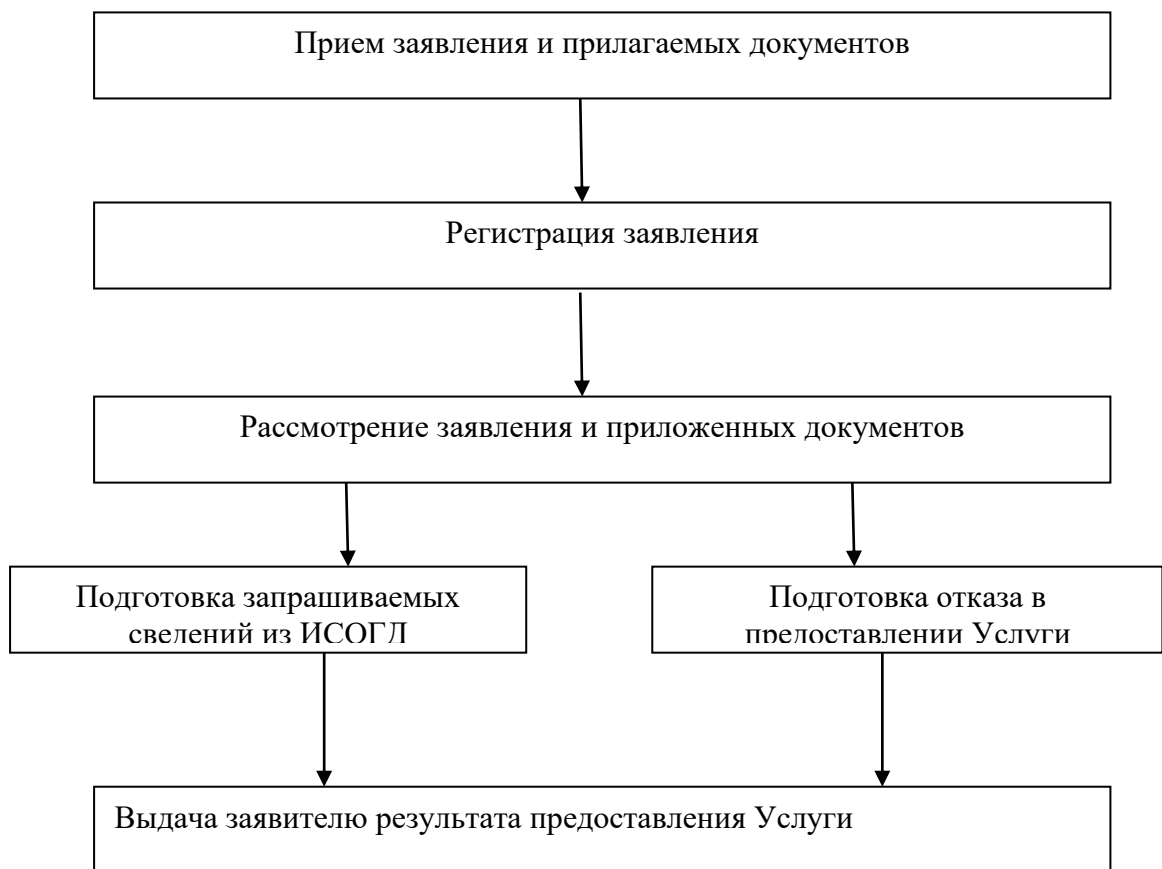 Прием заявления и прилагаемых документов
Регистрация заявления
Рассмотрение заявления и приложенных документов
Подготовка запрашиваемых
сведений из ИСОГД
Подготовка отказа в
предоставлении Услуги
Выдача заявителю результата предоставления Услуги